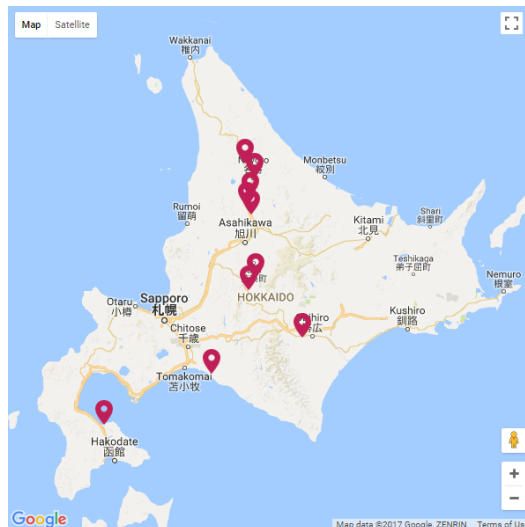 Map
Satellite
Wakkanai
稚内
Monbetsu
紋別
Rumoi
留萌
Asahikawa
旭川
Kitami
北見
Shari
斜里町
Teshikaga
弟子屈町
Nemuro
根室
HOKKAIDO
Otaru
小樽
Sapporo
札幌
Chitose
千歳
Kushiro
釧路
Tomakomai
苫小牧
Hakodate
函館
Google
Map data ©2017 Google, ZENRIN
Terms of Us